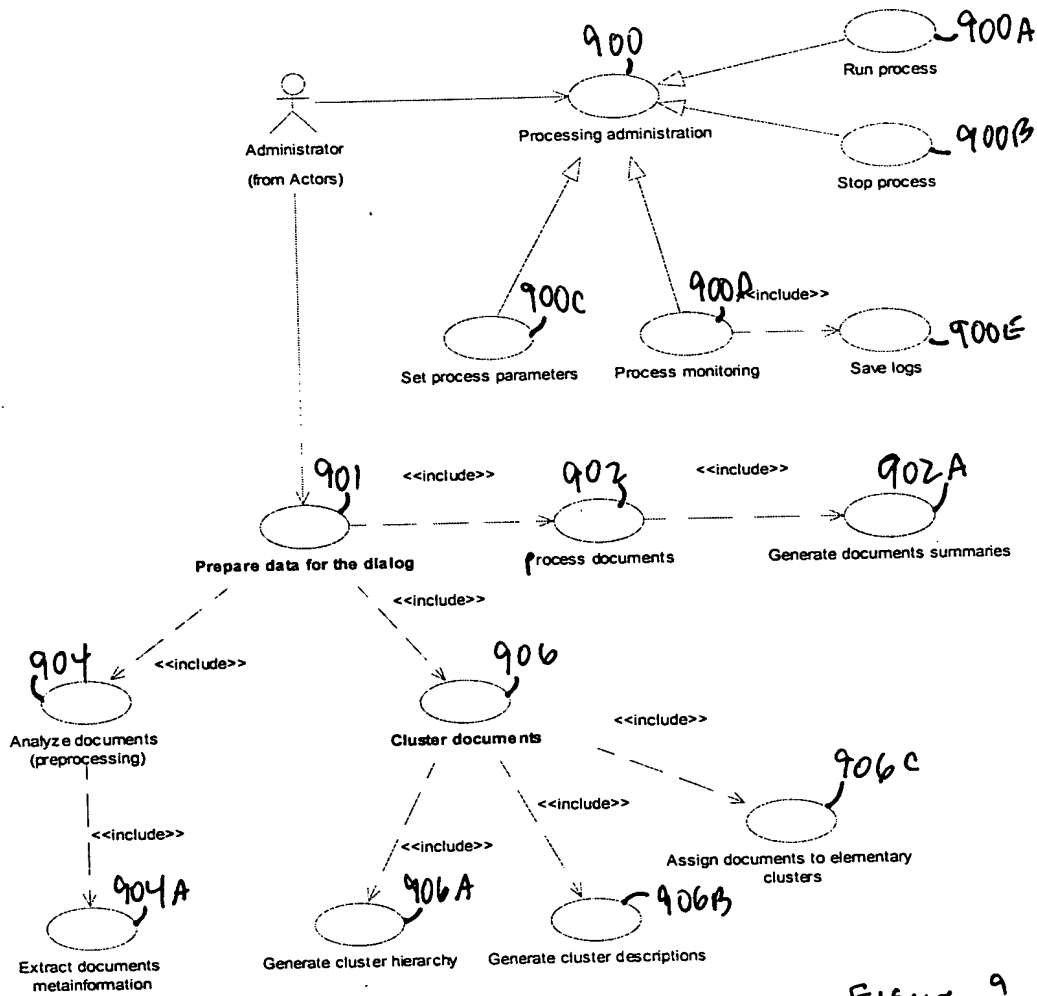 900
900A
Run process
Administrator
(from Actors)
Processing administration
900B
Stop process
900C
Set process parameters
Process monitoring
<<include>>
900E
Save logs
901
Prepare data for the dialog
<<include>>
902
Process documents
<<include>>
902A
Generate documents summaries
<<include>>
<<include>>
904
Analyze documents
(preprocessing)
906
Cluster documents
<<include>>
906C
Assign documents to elementary
clusters
<<include>>
904A
Extract documents
metainformation
<<include>>
906A
Generate cluster hierarchy
<<include>>
906B
Generate cluster descriptions
Figure 9